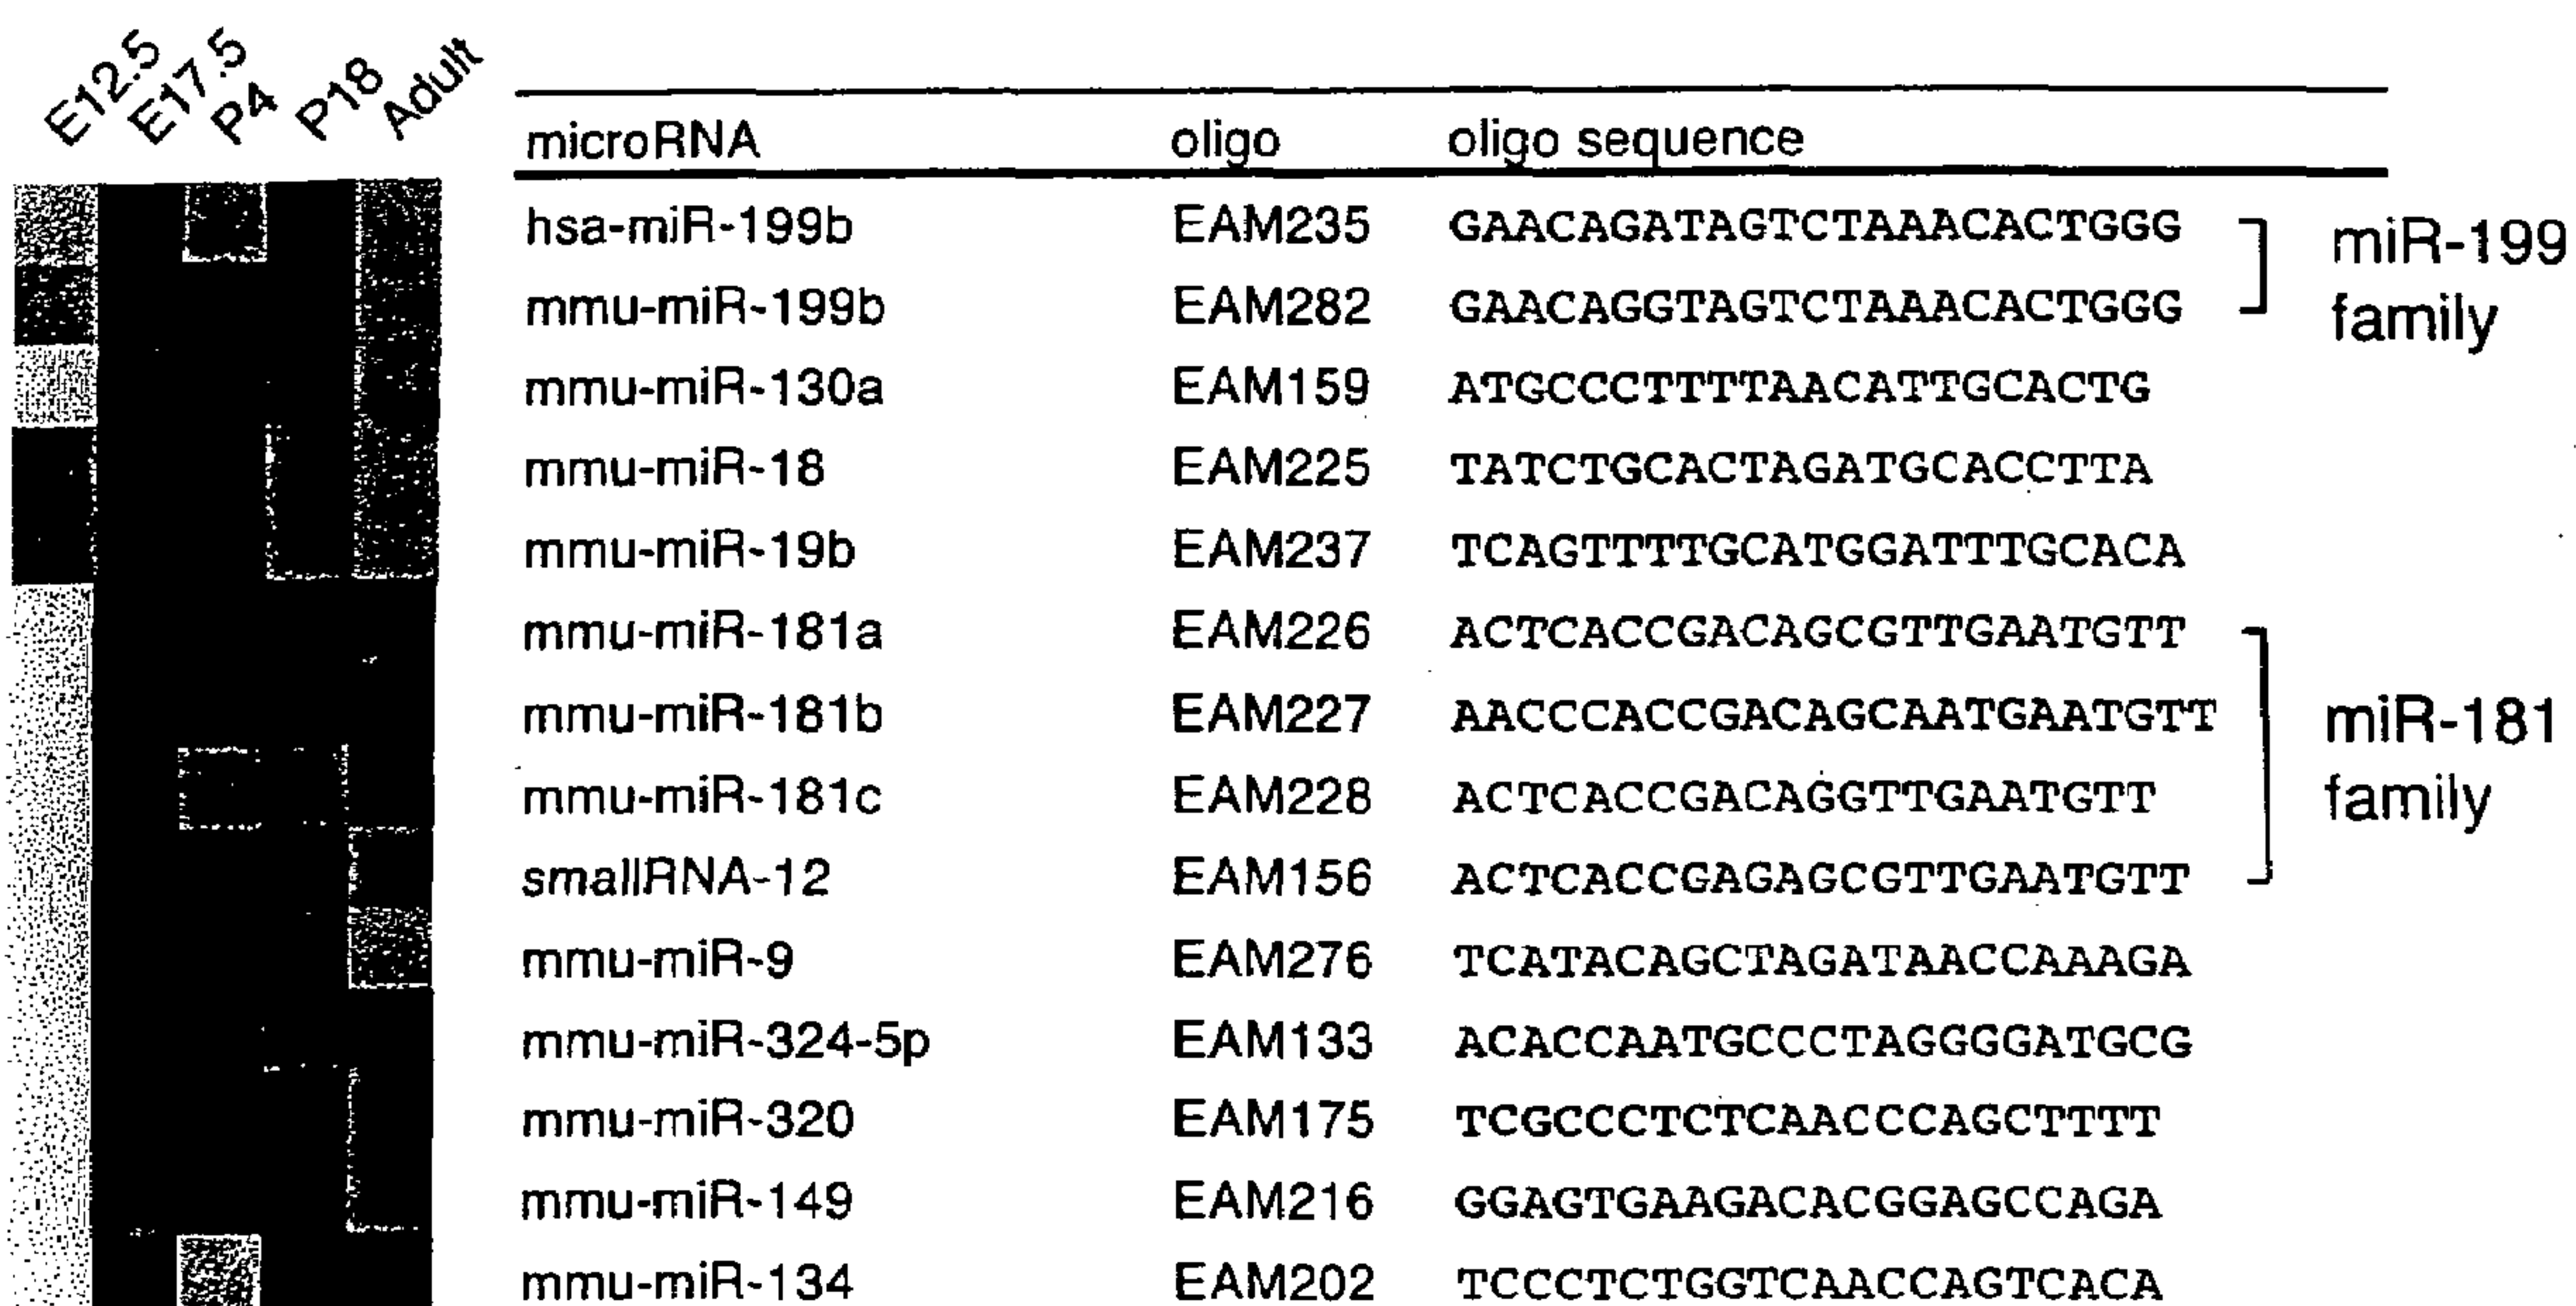 E12.5 E17.5 P4 P18 Adult
microRNA oligo oligo sequence
hsa-miR-199b EAM235 GAACAGATAGTCTAAACACTGGG
mmu-miR-199b EAM282 GAACAGGTAGTCTAAACACTGGG
miR-199
family
mmu-miR-130a EAM159 ATGCCCTTTTAACATTGCACTG
mmu-miR-18 EAM225 TATCTGCACTAGATGCACCTTA
mmu-miR-19b EAM237 TCAGTTTTGCATGGATTTGCACA
mmu-miR-181a EAM226 ACTCACCGACAGCGTTGAATGTT
mmu-miR-181b EAM227 AACCCACCGACAGCAATGAATGTT
mmu-miR-181c EAM228 ACTCACCGACAGGTTGAATGTT
smallRNA-12 EAM156 ACTCACCGAGAGCGTTGAATGTT
miR-181
family
mmu-miR-9 EAM276 TCATACAGCTAGATAACCAAAGA
mmu-miR-324-5p EAM133 ACACCAATGCCCTAGGGGATGCG
mmu-miR-320 EAM175 TCGCCCTCTCAACCCAGCTTTT
mmu-miR-149 EAM216 GGAGTGAAGACACGGAGCCAGA
mmu-miR-134 EAM202 TCCCTCTGGTCAACCAGTCACA